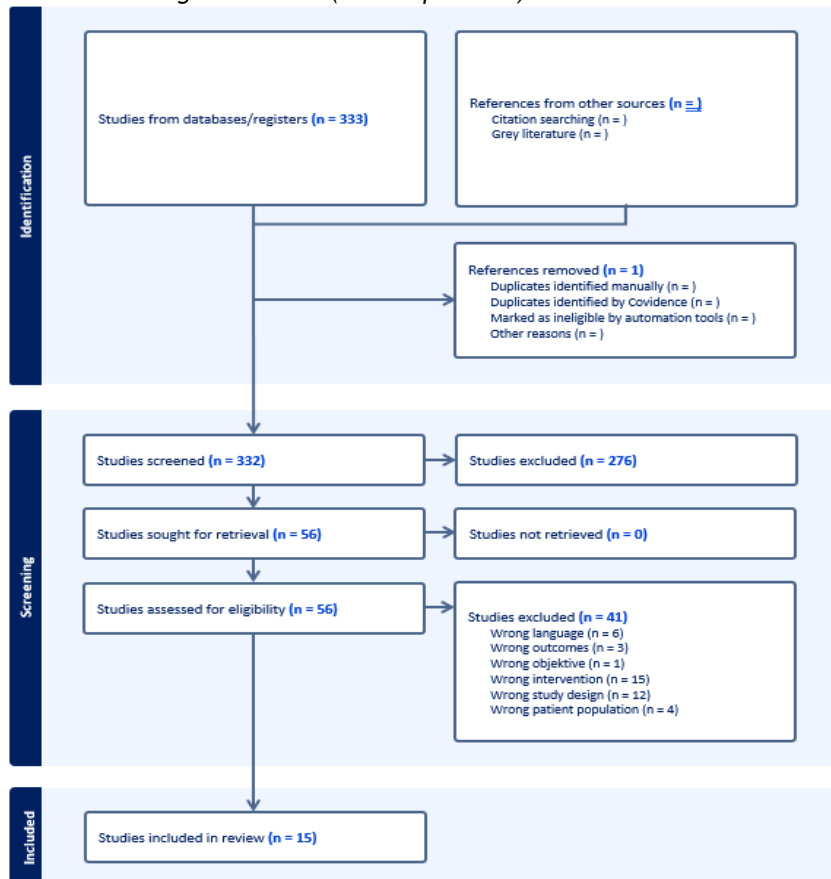 Studies from databases/registers (n = 333)
References from other sources (n = )
Citation searching (n = )
Grey literature (n = )
Identification
References removed (n = 1)
Duplicates identified manually (n = )
Duplicates identified by Covidence (n = )
Marked as ineligible by automation tools (n = )
Other reasons (n = )
Studies screened (n = 332)
Studies excluded (n = 276)
Studies sought for retrieval (n = 56)
Studies not retrieved (n = 0)
Screening
Studies assessed for eligibility (n = 56)
Studies excluded (n = 41)
Wrong language (n = 6)
Wrong outcomes (n = 3)
Wrong objektive (n = 1)
Wrong intervention (n = 15)
Wrong study design (n = 12)
Wrong patient population (n = 4)
Included
Studies included in review (n = 15)